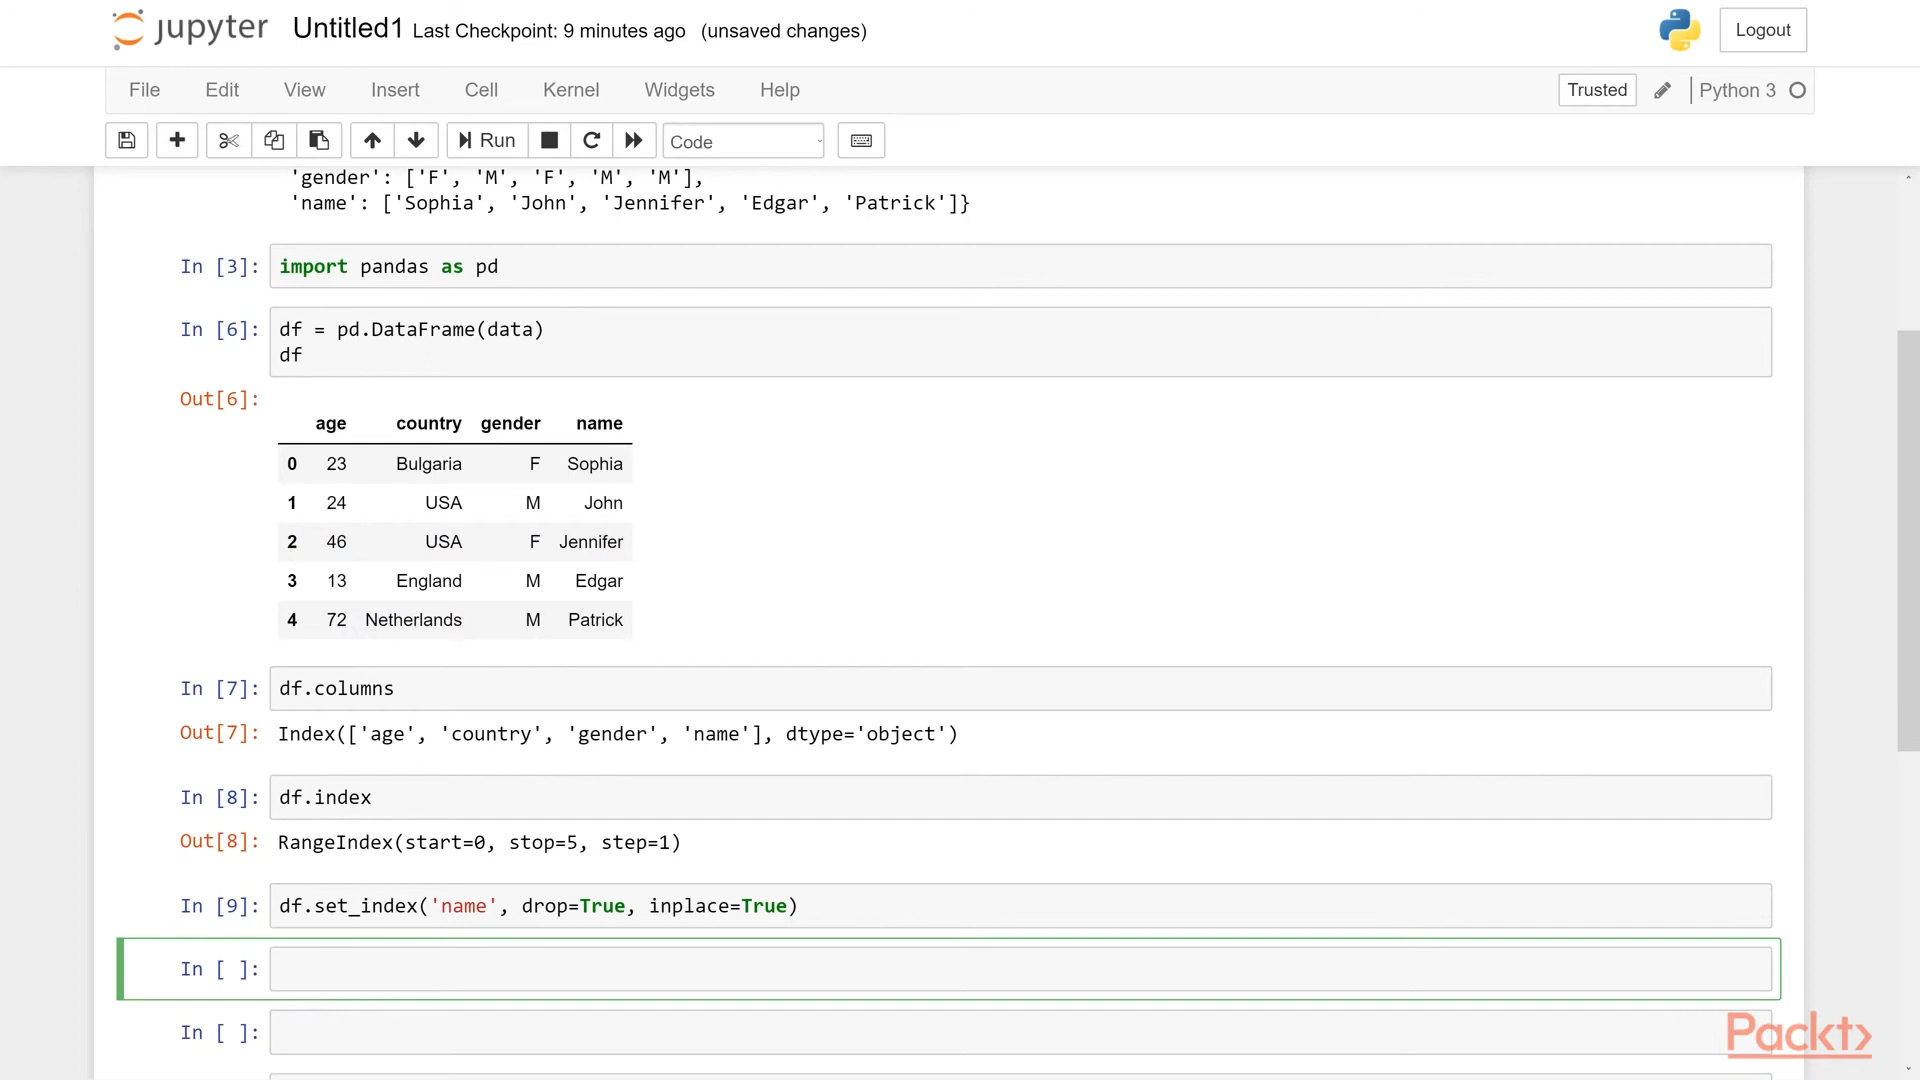 jupyter Untitled1 Last Checkpoint: 9 minutes ago (unsaved changes) Logout
File Edit View Insert Cell Kernel Widgets Help Trusted Python 3
Run Code
'gender': ['F', 'M', 'F', 'M', 'M'],
'name': ['Sophia', 'John', 'Jennifer', 'Edgar', 'Patrick']}
In [3]: import pandas as pd
In [6]: df = pd.DataFrame(data)
df
Out[6]:
age country gender name
0 23 Bulgaria F Sophia
1 24 USA M John
2 46 USA F Jennifer
3 13 England M Edgar
4 72 Netherlands M Patrick
In [7]: df.columns
Out[7]: Index(['age', 'country', 'gender', 'name'], dtype='object')
In [8]: df.index
Out[8]: RangeIndex(start=0, stop=5, step=1)
In [9]: df.set_index('name', drop=True, inplace=True)
In [ ]:
In [ ]:
Packt>